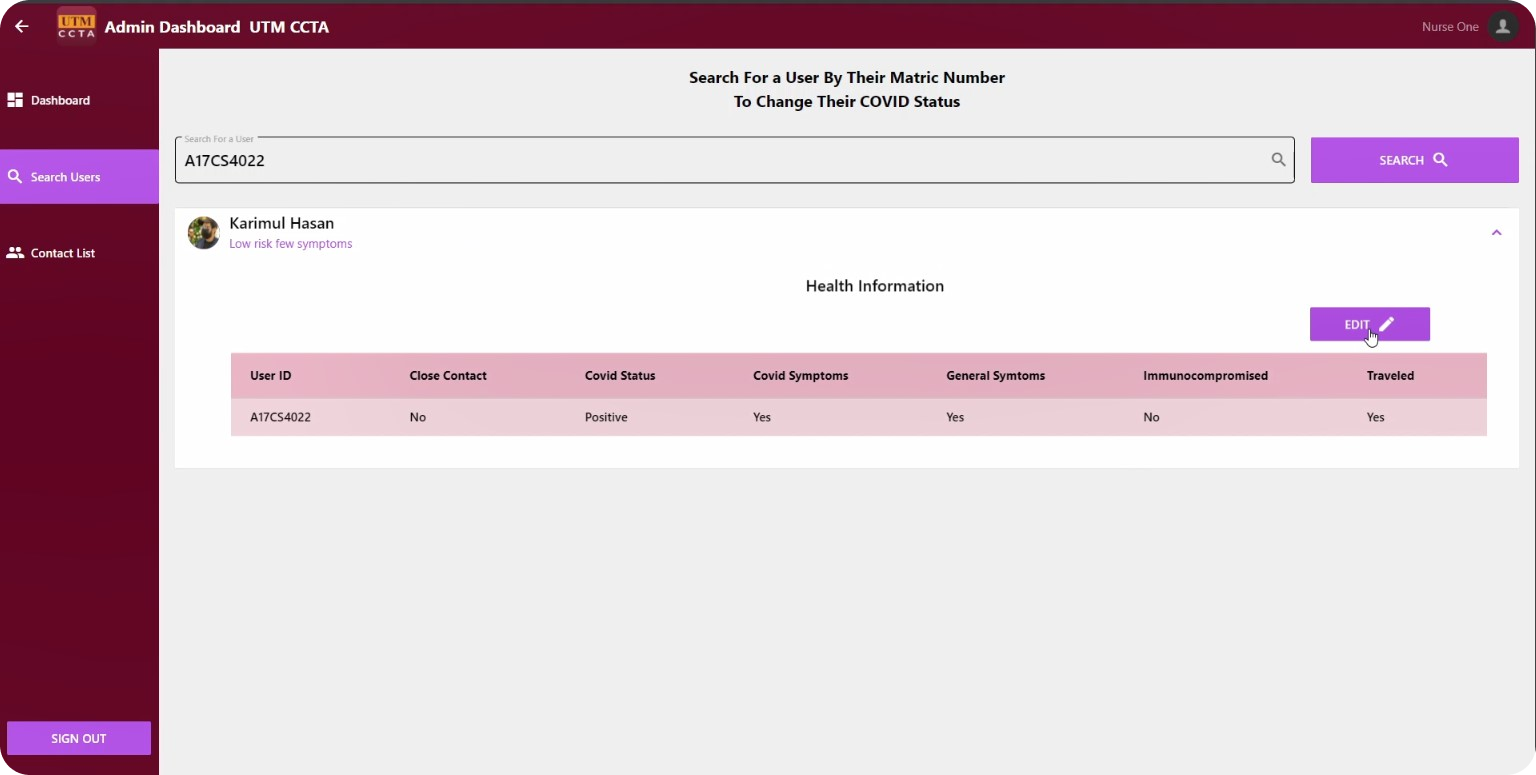 UTM
CCTA
Admin Dashboard UTM CCTA
Nurse One
Dashboard
Search Users
Contact List
SIGN OUT
Search For a User By Their Matric Number
To Change Their COVID Status
Search For a User
A17CS4022
SEARCH
Karimul Hasan
Low risk few symptoms
Health Information
EDIT
User ID Close Contact Covid Status Covid Symptoms General Symtoms Immunocompromised Traveled
A17CS4022 No Positive Yes Yes No Yes